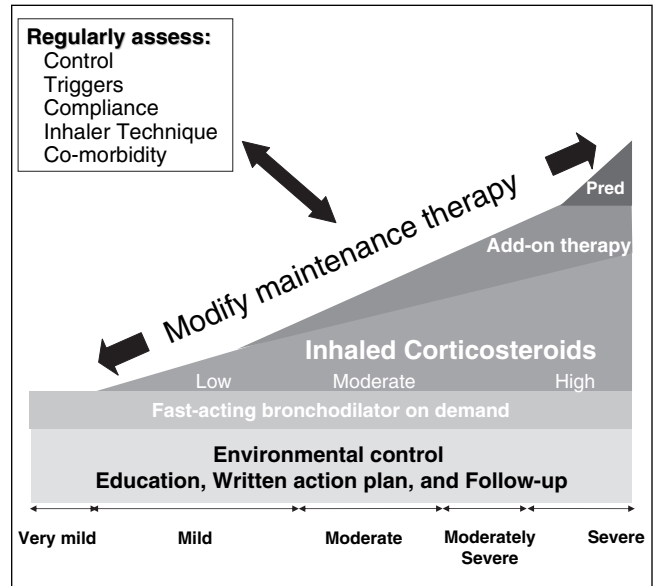 Regularly assess:
Control
Triggers
Compliance
Inhaler Technique
Co-morbidity
Modify maintenance therapy
Pred
Add-on therapy
Inhaled Corticosteroids
Low Moderate High
Fast-acting bronchodilator on demand
Environmental control
Education, Written action plan, and Follow-up
Very mild Mild Moderate Moderately Severe
Severe